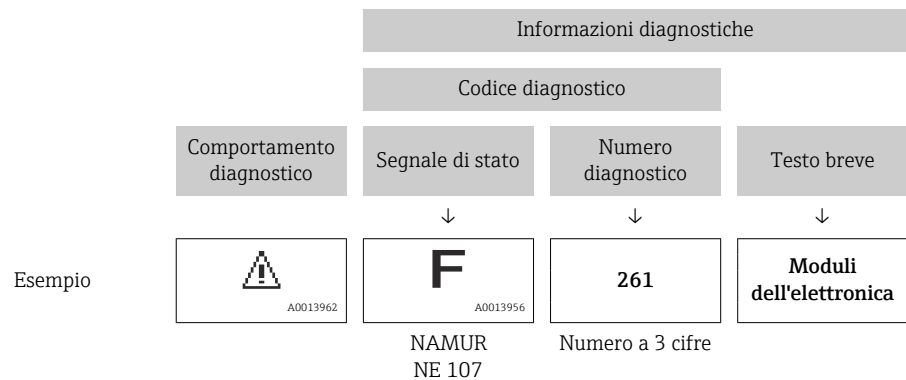 Informazioni diagnostiche
Codice diagnostico
Comportamento
diagnostico
Segnale di stato
Numero
diagnostico
Testo breve
↓ ↓ ↓
Esempio
A0013962
F
A0013956
261
Moduli
dell'elettronica
NAMUR
NE 107
Numero a 3 cifre